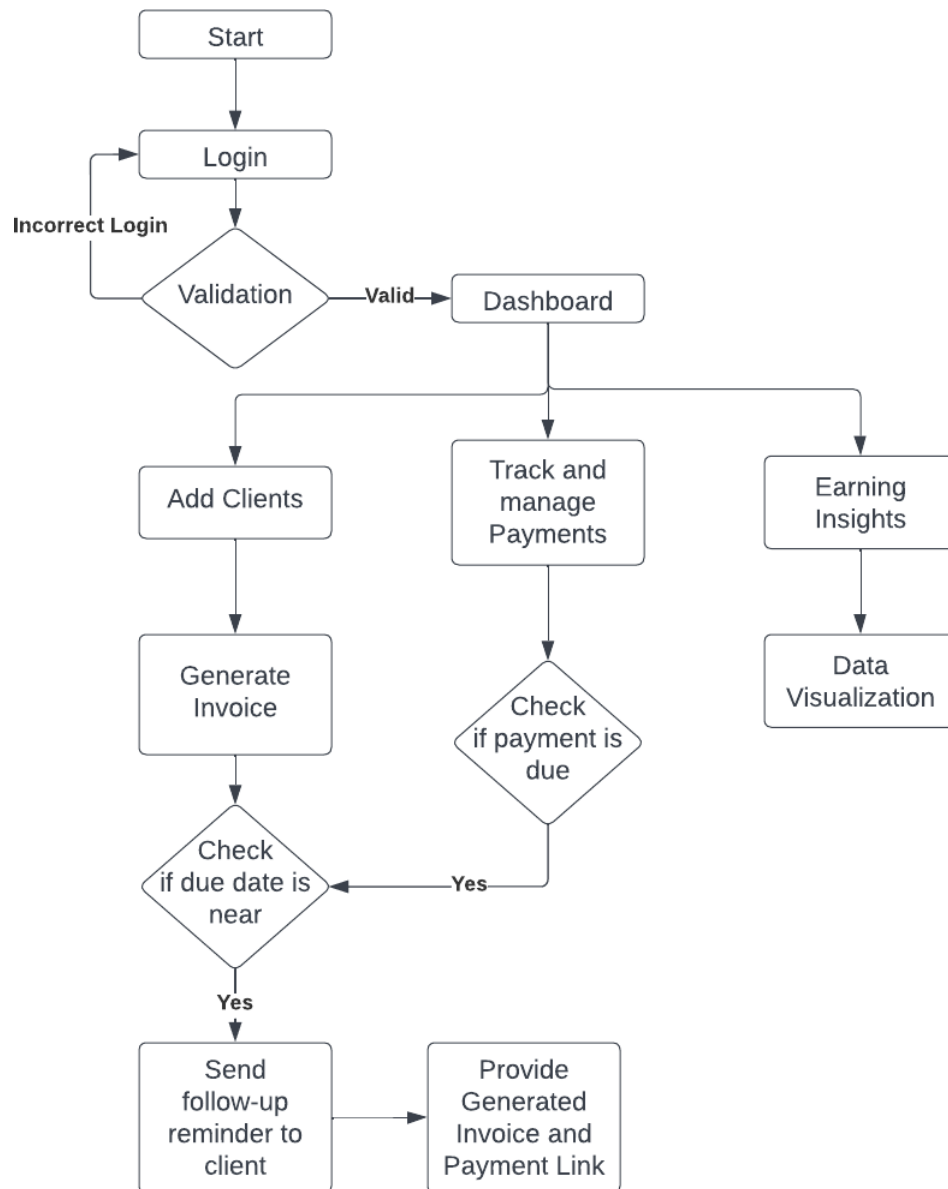 Start
Login
Incorrect Login
Validation
Valid
Dashboard
Add Clients
Track and
manage
Payments
Earning
Insights
Generate
Invoice
Check
if payment is
due
Data
Visualization
Check
if due date is
near
Yes
Yes
Send
follow-up
reminder to
client
Provide
Generated
Invoice and
Payment Link